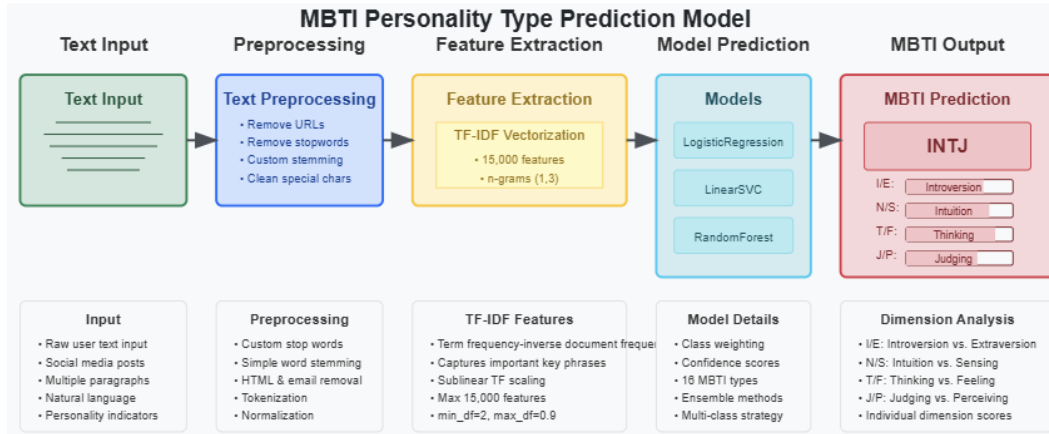 MBTI Personality Type Prediction Model
Text Input
Preprocessing
Feature Extraction
Model Prediction
MBTI Output
Text Input
Text Preprocessing
• Remove URLs
• Remove stopwords
• Custom stemming
• Clean special chars
Feature Extraction
TF-IDF Vectorization
• 15,000 features
• n-grams (1,3)
Models
LogisticRegression
LinearSVC
RandomForest
MBTI Prediction
INTJ
I/E: Introversion
N/S: Intuition
T/F: Thinking
J/P: Judging
Input
• Raw user text input
• Social media posts
• Multiple paragraphs
• Natural language
• Personality indicators
Preprocessing
• Custom stop words
• Simple word stemming
• HTML & email removal
• Tokenization
• Normalization
TF-IDF Features
• Term frequency-inverse document frequen
• Captures important key phrases
• Sublinear TF scaling
• Max 15,000 features
• min_df=2, max_df=0.9
Model Details
• Class weighting
• Confidence scores
• 16 MBTI types
• Ensemble methods
• Multi-class strategy
Dimension Analysis
• I/E: Introversion vs. Extraversion
• N/S: Intuition vs. Sensing
• T/F: Thinking vs. Feeling
• J/P: Judging vs. Perceiving
• Individual dimension scores